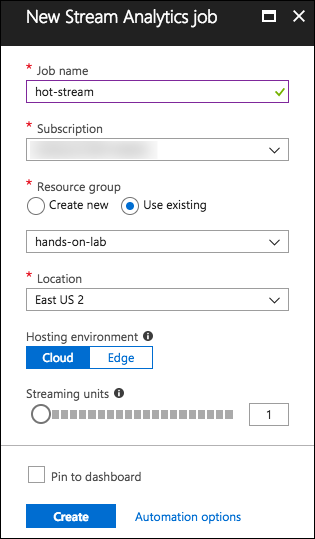 New Stream Analytics job
* Job name
hot-stream
* Subscription
* Resource group
Create new Use existing
hands-on-lab
* Location
East US 2
Hosting environment
Cloud Edge
Streaming units
1
Pin to dashboard
Create Automation options